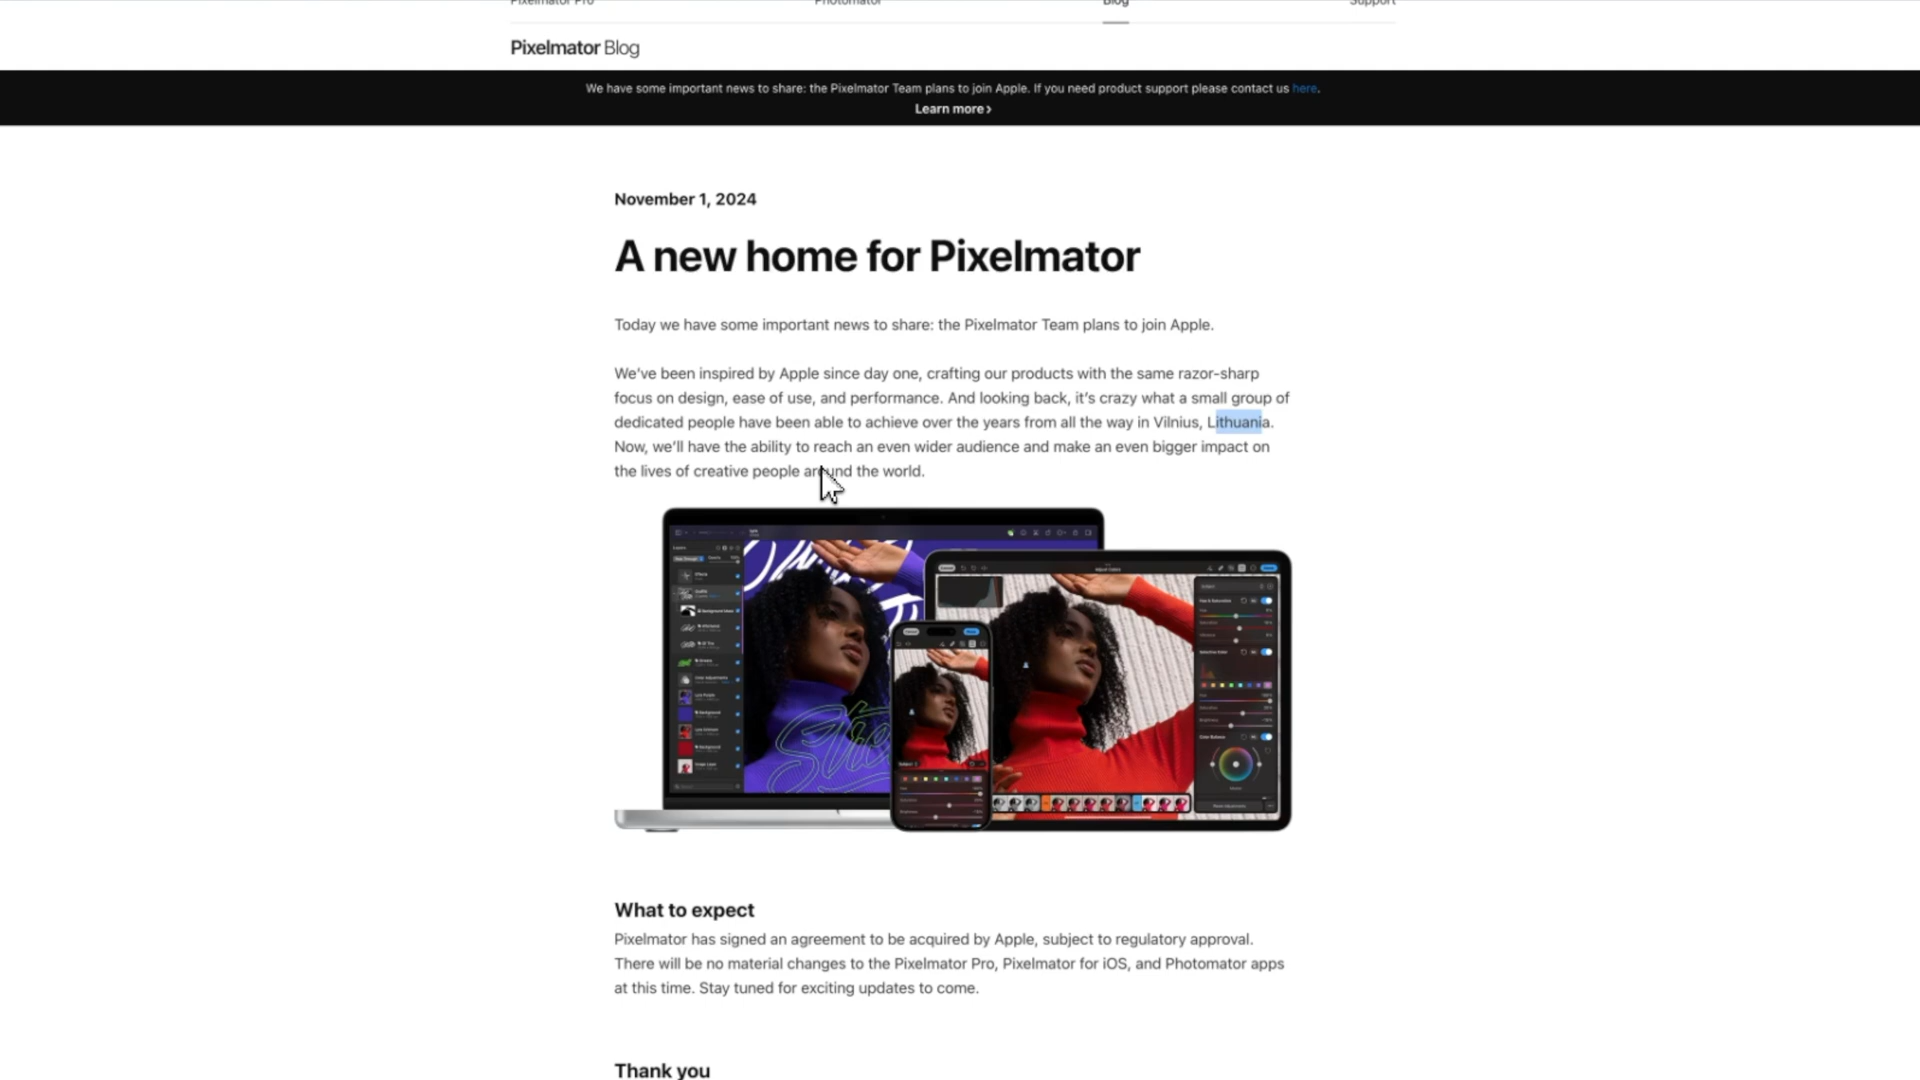 Pixelmator Pro
Photomator
Blog
Support
Pixelmator Blog
We have some important news to share: the Pixelmator Team plans to join Apple. If you need product support please contact us here.
Learn more ›
November 1, 2024
A new home for Pixelmator
Today we have some important news to share: the Pixelmator Team plans to join Apple.
We’ve been inspired by Apple since day one, crafting our products with the same razor-sharp
focus on design, ease of use, and performance. And looking back, it’s crazy what a small group of
dedicated people have been able to achieve over the years from all the way in Vilnius, Lithuania.
Now, we’ll have the ability to reach an even wider audience and make an even bigger impact on
the lives of creative people around the world.
What to expect
Pixelmator has signed an agreement to be acquired by Apple, subject to regulatory approval.
There will be no material changes to the Pixelmator Pro, Pixelmator for iOS, and Photomator apps
at this time. Stay tuned for exciting updates to come.
Thank you